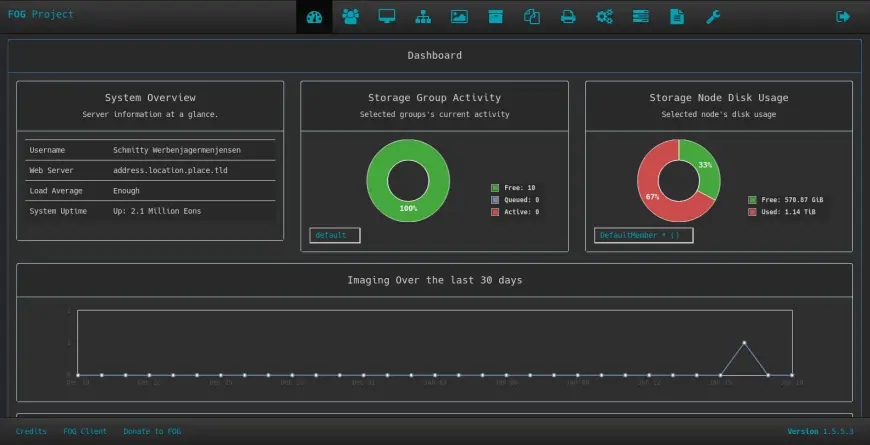 FOG Project
Dashboard
System Overview
Server information at a glance.
Username Schmitty Werbenjagermenjensen
Web Server address.location.place.tld
Load Average Enough
System Uptime Up: 2.1 Million Eons
Storage Group Activity
Selected groups's current activity
100%
Free: 10
Queued: 0
Active: 0
default
Storage Node Disk Usage
Selected node's disk usage
33%
67%
Free: 570.87 GiB
Used: 1.14 TiB
DefaultMember * ()
Imaging Over the last 30 days
Credits FOG Client Donate to FOG
Version 1.5.5.3